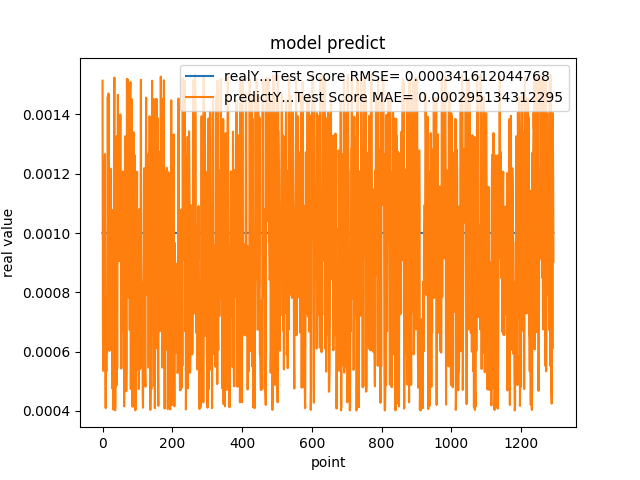 model predict
realY...Test Score RMSE= 0.000341612044768
predictY...Test Score MAE= 0.000295134312295
0.0014
0.0012
0.0010
0.0008
0.0006
0.0004
real value
0 200 400 600 800 1000 1200
point